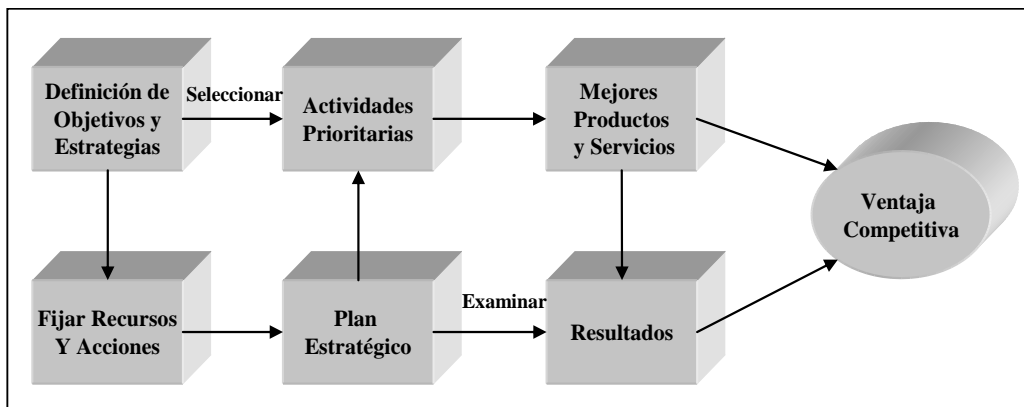 Definición de
Objetivos y
Estrategias
Seleccionar
Actividades
Prioritarias
Mejores
Productos
y Servicios
Ventaja
Competitiva
Fijar Recursos
Y Acciones
Plan
Estratégico
Examinar
Resultados